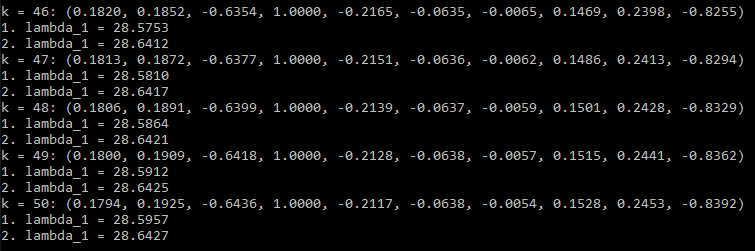 k = 46: (0.1820, 0.1852, -0.6354, 1.0000, -0.2165, -0.0635, -0.0065, 0.1469, 0.2398, -0.8255)
1. lambda_1 = 28.5753
2. lambda_1 = 28.6412
k = 47: (0.1813, 0.1872, -0.6377, 1.0000, -0.2151, -0.0636, -0.0062, 0.1486, 0.2413, -0.8294)
1. lambda_1 = 28.5810
2. lambda_1 = 28.6417
k = 48: (0.1806, 0.1891, -0.6399, 1.0000, -0.2139, -0.0637, -0.0059, 0.1501, 0.2428, -0.8329)
1. lambda_1 = 28.5864
2. lambda_1 = 28.6421
k = 49: (0.1800, 0.1909, -0.6418, 1.0000, -0.2128, -0.0638, -0.0057, 0.1515, 0.2441, -0.8362)
1. lambda_1 = 28.5912
2. lambda_1 = 28.6425
k = 50: (0.1794, 0.1925, -0.6436, 1.0000, -0.2117, -0.0638, -0.0054, 0.1528, 0.2453, -0.8392)
1. lambda_1 = 28.5957
2. lambda_1 = 28.6427